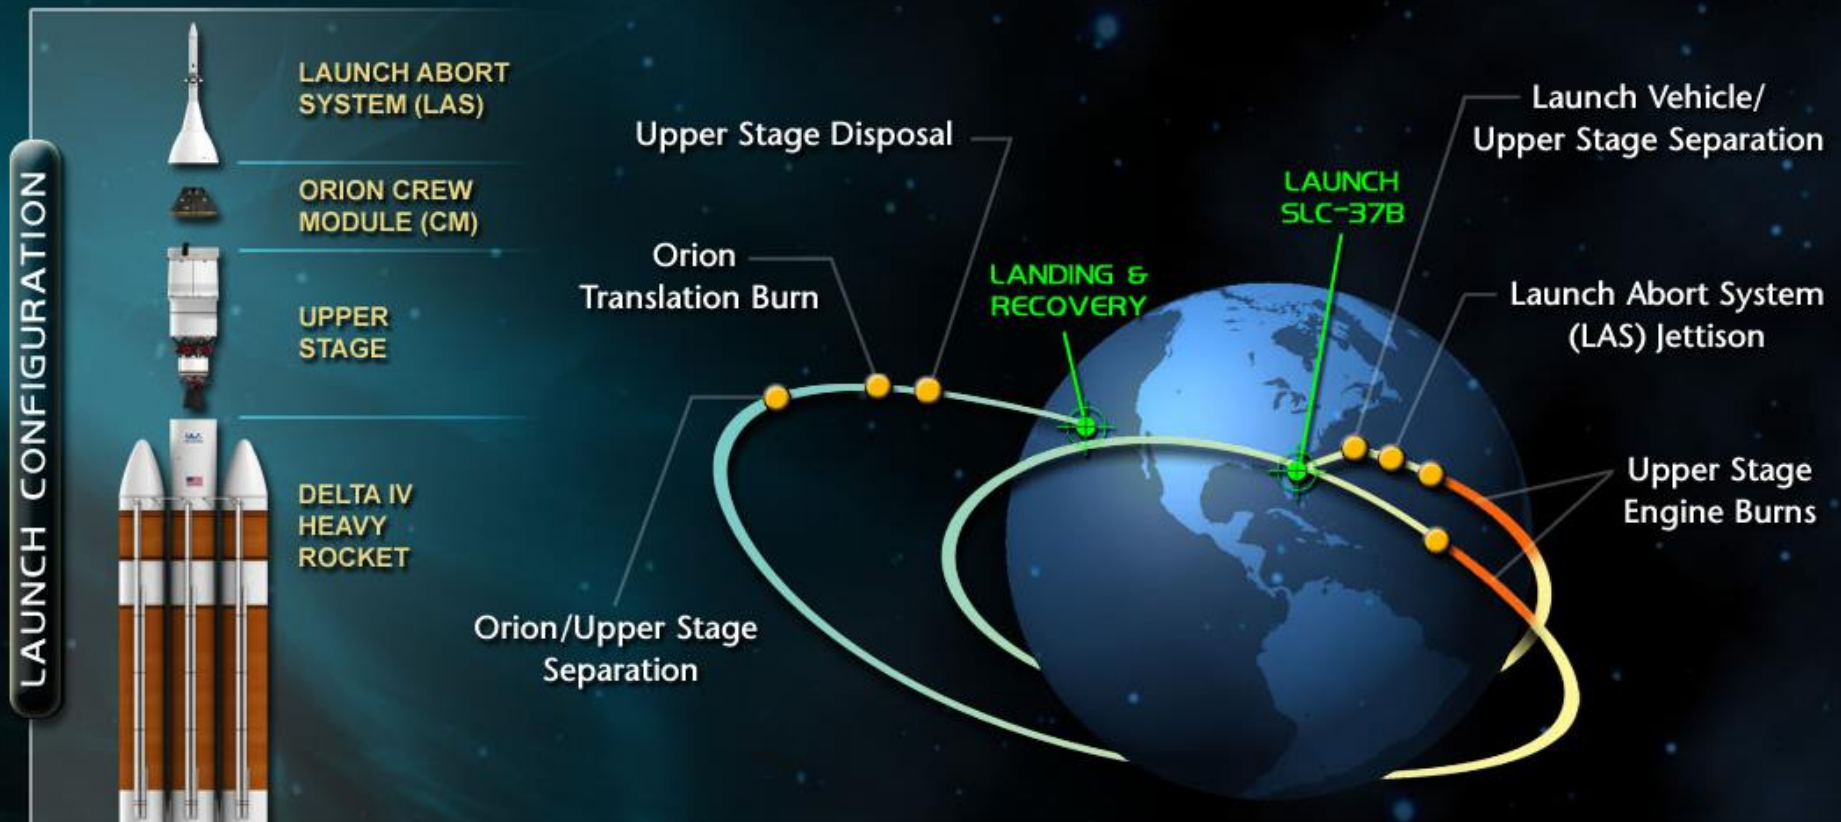 LAUNCH CONFIGURATION
LAUNCH ABORT
SYSTEM (LAS)
ORION CREW
MODULE (CM)
UPPER
STAGE
DELTA IV
HEAVY
ROCKET
Upper Stage Disposal
Orion
Translation Burn
Orion/Upper Stage
Separation
LANDING &
RECOVERY
LAUNCH
SLC-37B
Launch Vehicle/
Upper Stage Separation
Launch Abort System
(LAS) Jettison
Upper Stage
Engine Burns